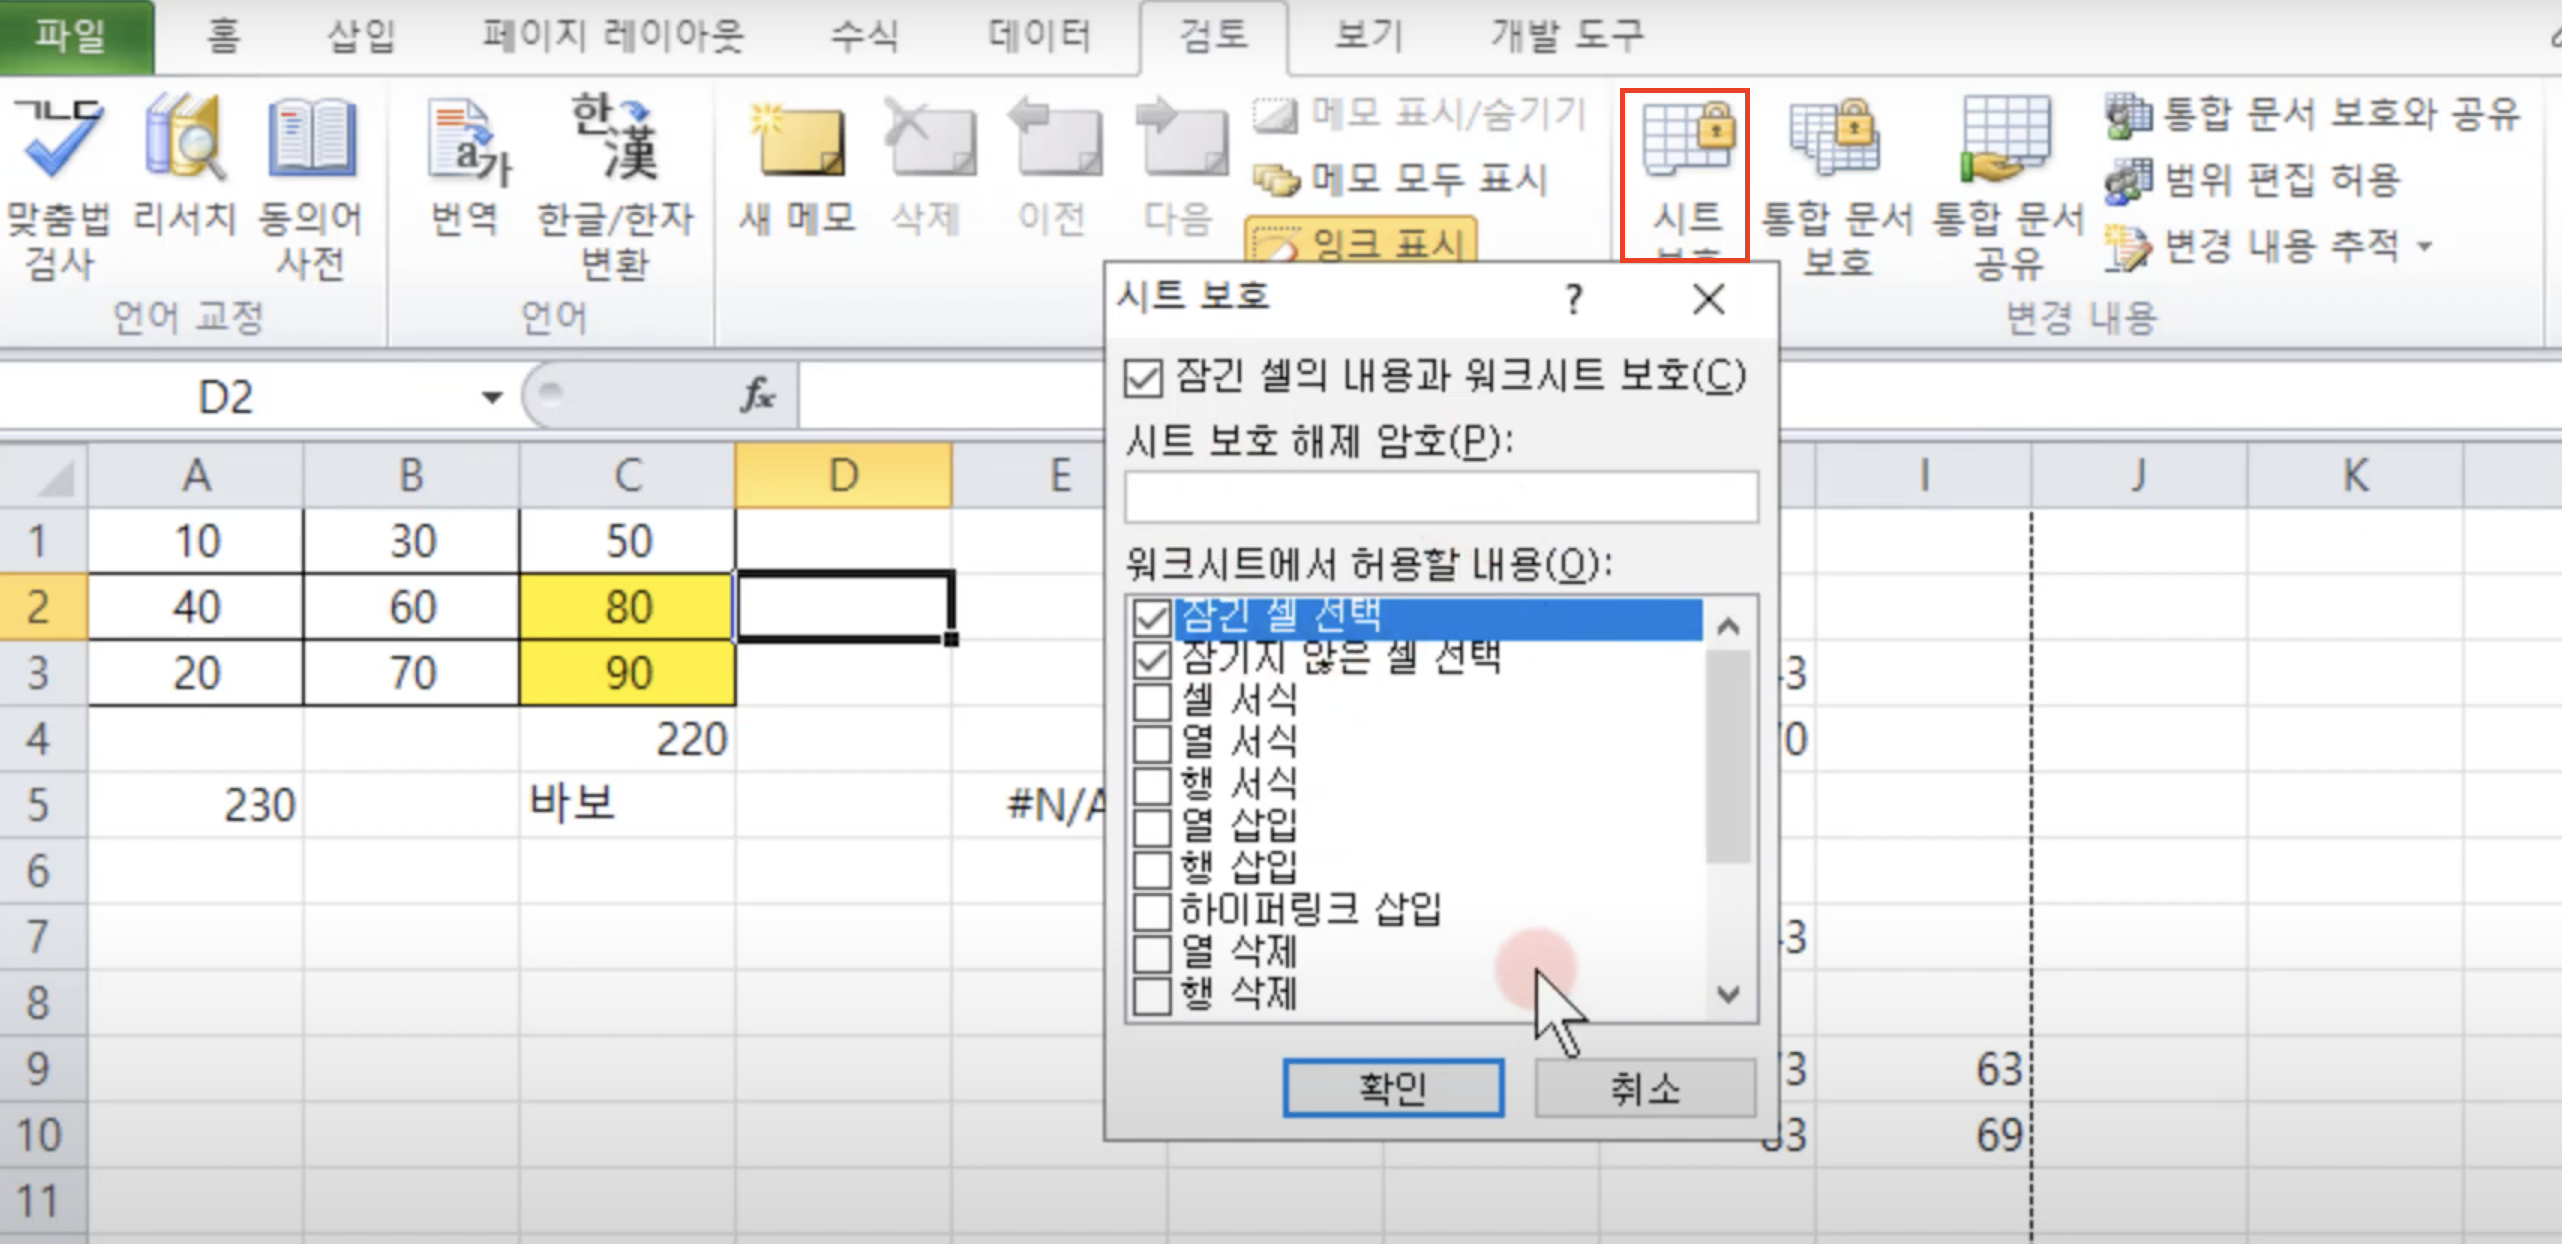 파일 홈 삽입 페이지 레이아웃 수식 데이터 검토 보기 개발 도구
ㄱㄴㄷ
맞춤법 검사
리서치
동의어 사전
언어 교정
a가
번역
한 漢
한글/한자 변환
언어
새 메모
삭제
이전
다음
메모 표시/숨기기
메모 모두 표시
잉크 표시
시트 보호
통합 문서 보호
통합 문서 공유
통합 문서 보호와 공유
범위 편집 허용
변경 내용 추적
변경 내용
D2 fx
A B C D E I J K
1 10 30 50
2 40 60 80
3 20 70 90
4 220
5 230 바보 #N/A
6
7
8
9 63
10 69
11
시트 보호 ?
잠긴 셀의 내용과 워크시트 보호(C)
시트 보호 해제 암호(P):
워크시트에서 허용할 내용(O):
잠긴 셀 선택
잠기지 않은 셀 선택
셀 서식
열 서식
행 서식
열 삽입
행 삽입
하이퍼링크 삽입
열 삭제
행 삭제
확인 취소